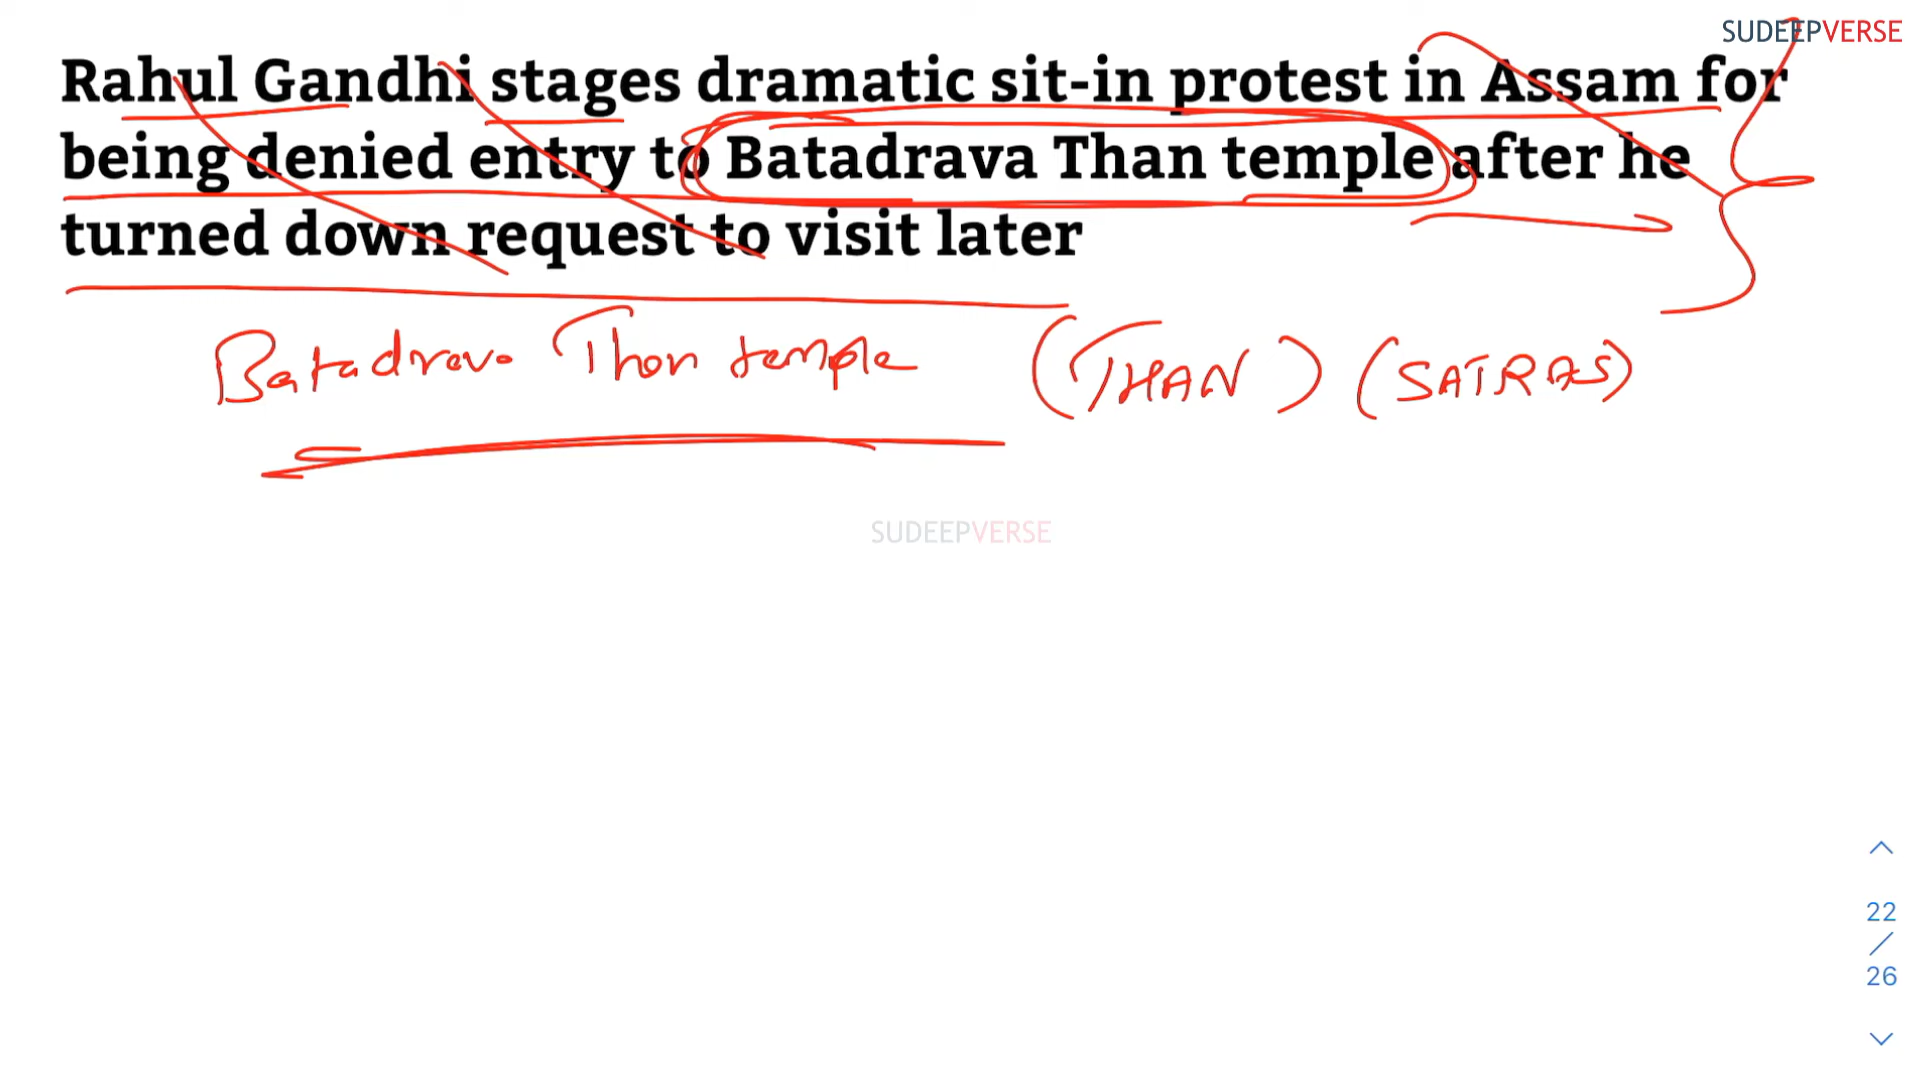 SUDEEPVERSE
Rahul Gandhi stages dramatic sit-in protest in Assam for
being denied entry to Batadrava Than temple after he
turned down request to visit later
Batadrava Than temple (THAN) (SATRAS)
SUDEEPVERSE
22
/
26